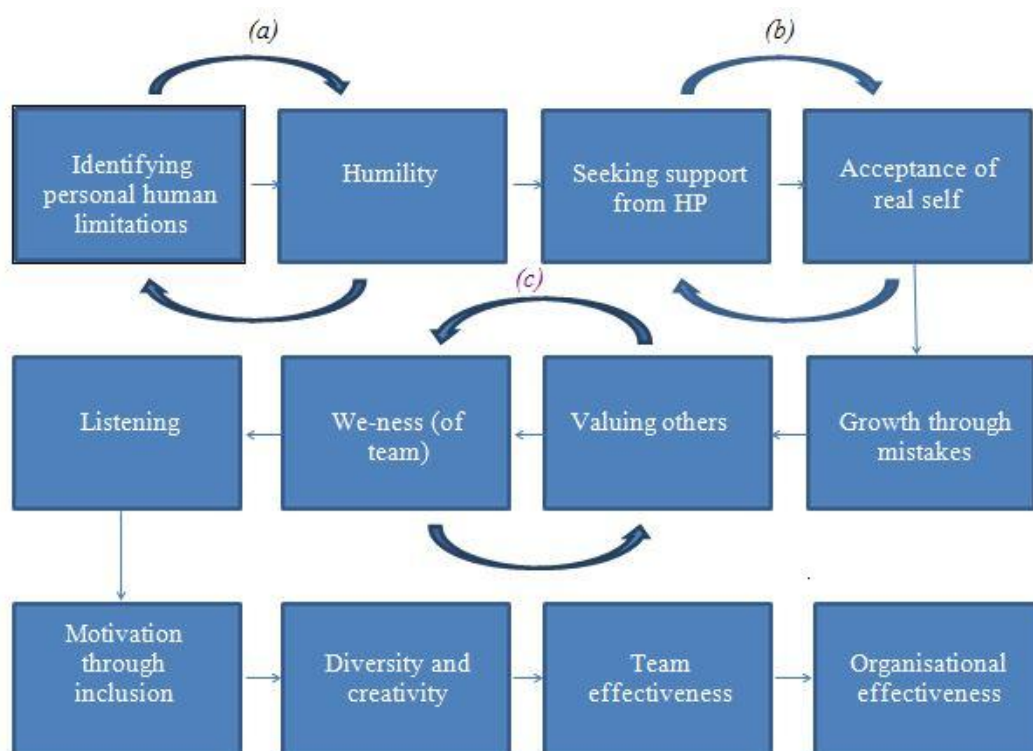 (a)
(b)
Identifying
personal human
limitations
Humility
Seeking support
from HP
Acceptance of
real self
(c)
Listening
We-ness (of
team)
Valuing others
Growth through
mistakes
Motivation
through
inclusion
Diversity and
creativity
Team
effectiveness
Organisational
effectiveness